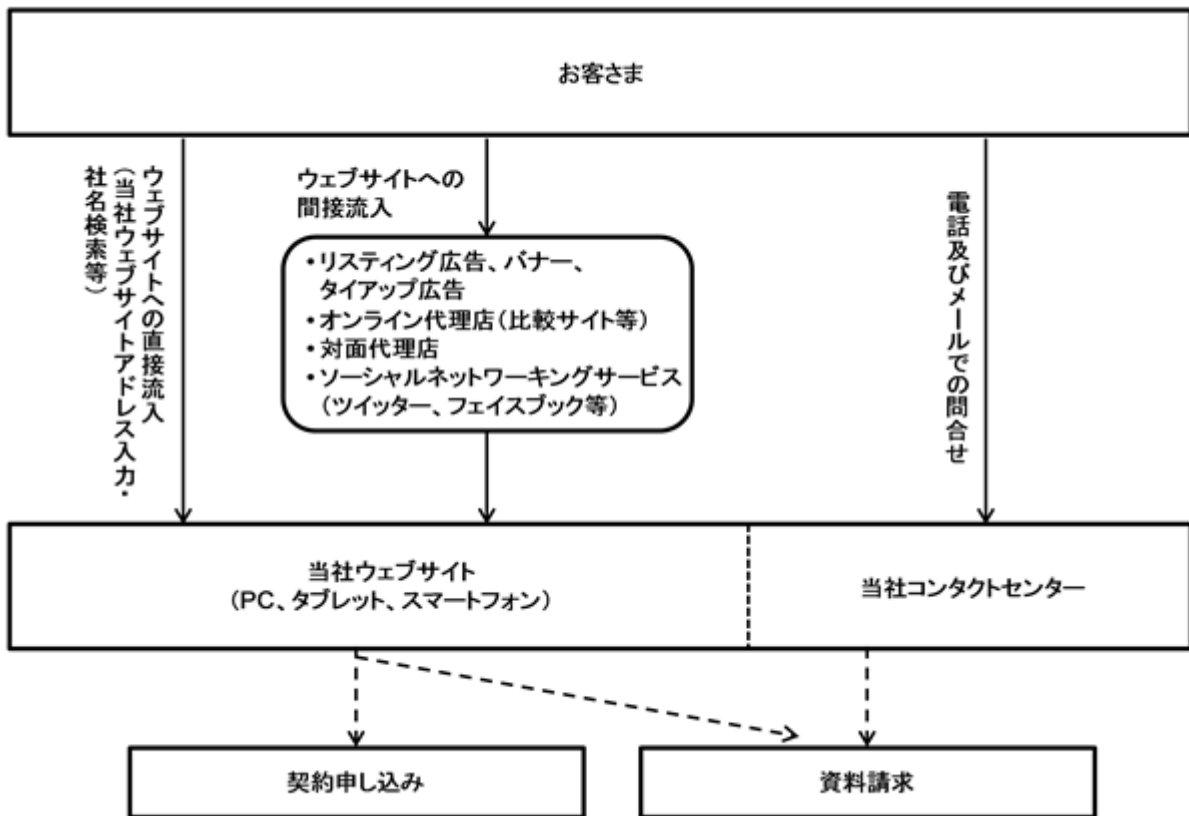 お客さま
ウェブサイトへの直接流入
（当社ウェブサイトアドレス入力・
社名検索等）
ウェブサイトへの
間接流入
・リスティング広告、バナー、
タイアップ広告
・オンライン代理店（比較サイト等）
・対面代理店
・ソーシャルネットワーキングサービス
（ツイッター、フェイスブック等）
電話及びメールでの問合せ
当社ウェブサイト
（PC、タブレット、スマートフォン）
当社コンタクトセンター
契約申し込み
資料請求